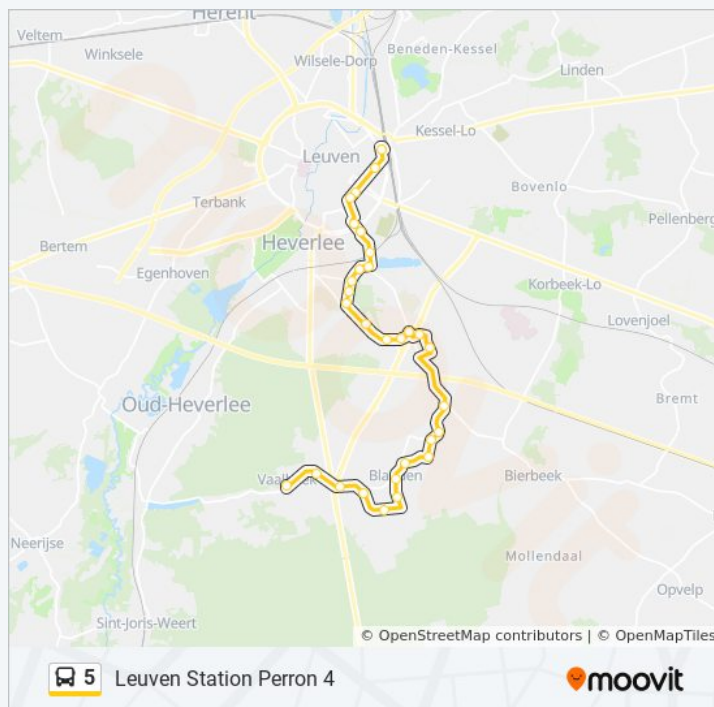 Herent
Veltem
Winksele
Wilsele-Dorp
Beneden-Kessel
Linden
Kessel-Lo
Leuven
Bovenlo
Terbank
Pellenberg
Bertem
Heverlee
Egenhoven
Korbeek-Lo
Lovenjoel
Bremt
Oud-Heverlee
Bierbeek
Neerijse
Mollendaal
Opvelp
Sint-Joris-Weert
© OpenStreetMap contributors | © OpenMapTiles
5 Leuven Station Perron 4
moovit